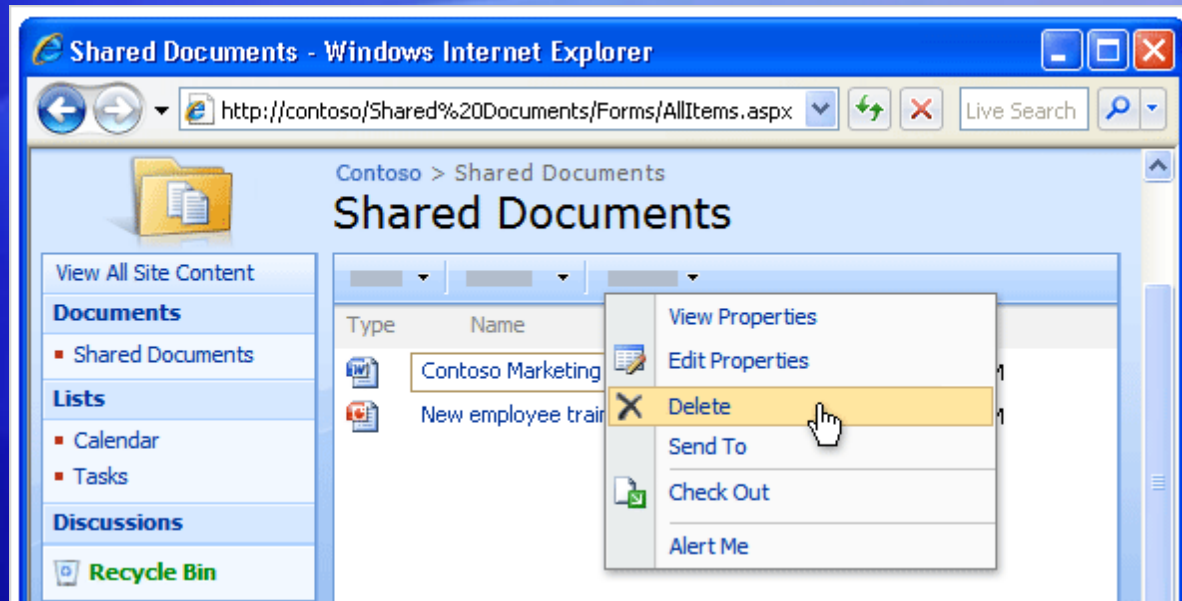 Shared Documents - Windows Internet Explorer
http://contoso/Shared%20Documents/Forms/AllItems.aspx
Live Search
Contoso > Shared Documents
Shared Documents
View All Site Content
Documents
Shared Documents
Lists
Calendar
Tasks
Discussions
Recycle Bin
Type Name
Contoso Marketing
New employee train
View Properties
Edit Properties
Delete
Send To
Check Out
Alert Me